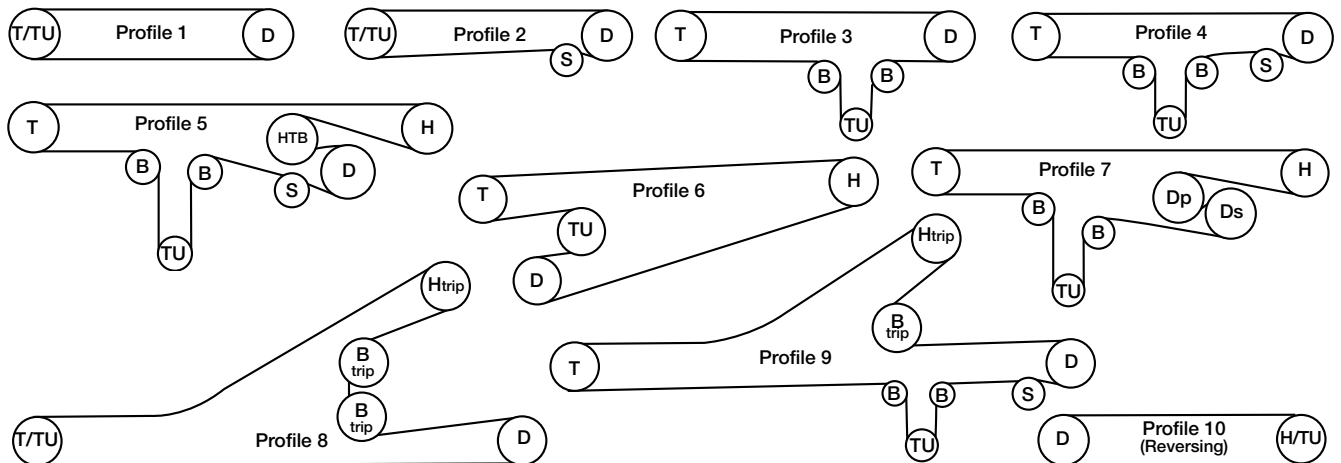 T/TU Profile 1 D
T/TU Profile 2 S D
T Profile 3 D
B B
TU
T Profile 4 D
B B S
TU
T Profile 5 HTB H
B B S D
TU
T Profile 6 H
TU
D
T Profile 7 H
Dp Ds
B B
TU
Htrip
B
trip
B
trip
T/TU Profile 8 D
Htrip
B
trip
T Profile 9 D
B B S
TU
D Profile 10 H/TU
(Reversing)